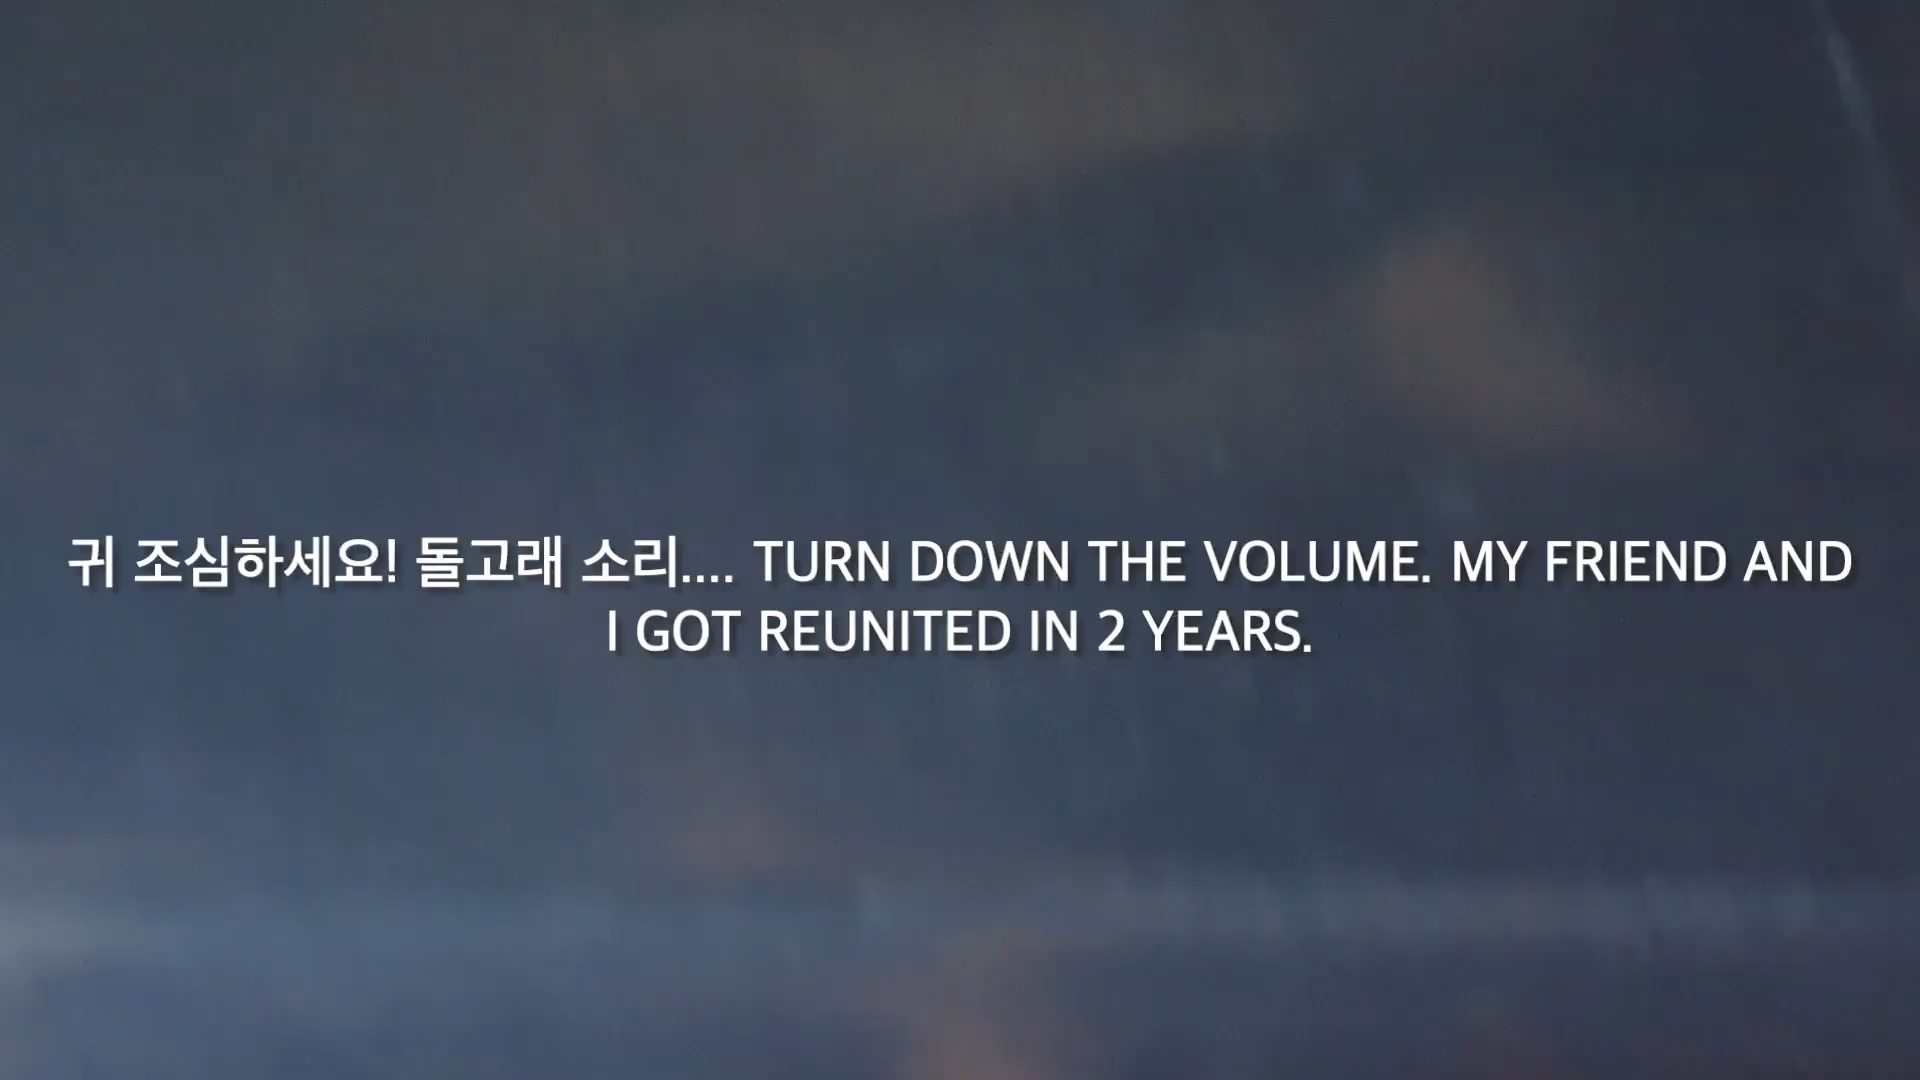 귀 조심하세요! 돌고래 소리.... TURN DOWN THE VOLUME. MY FRIEND AND
I GOT REUNITED IN 2 YEARS.